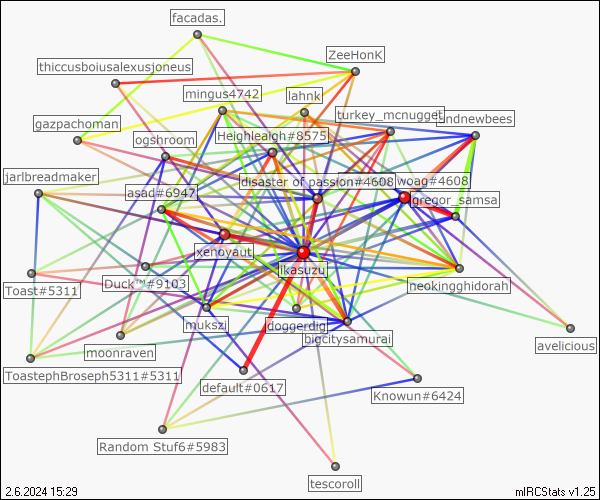 facadas.
ZeeHonK
thiccusboiusalexusjoneus
mingus4742
lahnk
turkey_mcnugget
andnewbees
gazpachoman
Heighleaigh#8575
ogshroom
jarlbreadmaker
disaster of passion#4608
woag#4608
asad#6947
gregor_samsa
xenoyaut
likasuzu
Toast#5311
Duck™#9103
neokingghidorah
mukszi
doggerdig
bigcitysamurai
avelicious
moonraven
ToastephBroseph5311#5311
default#0617
Knowun#6424
Random Stuf6#5983
tescoroll
2.6.2024 15:29
mIRCStats v1.25